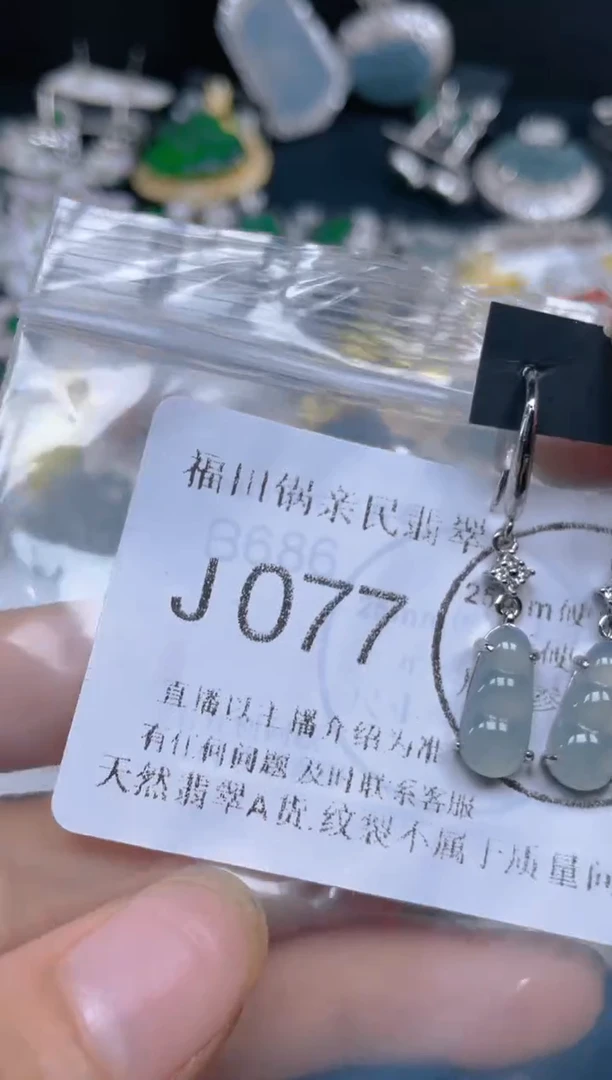 福川锅亲民翡翠
J077
直播以主播介绍为准
有任何问题及时联系客服
天然翡翠A货.纹裂不属于质量问